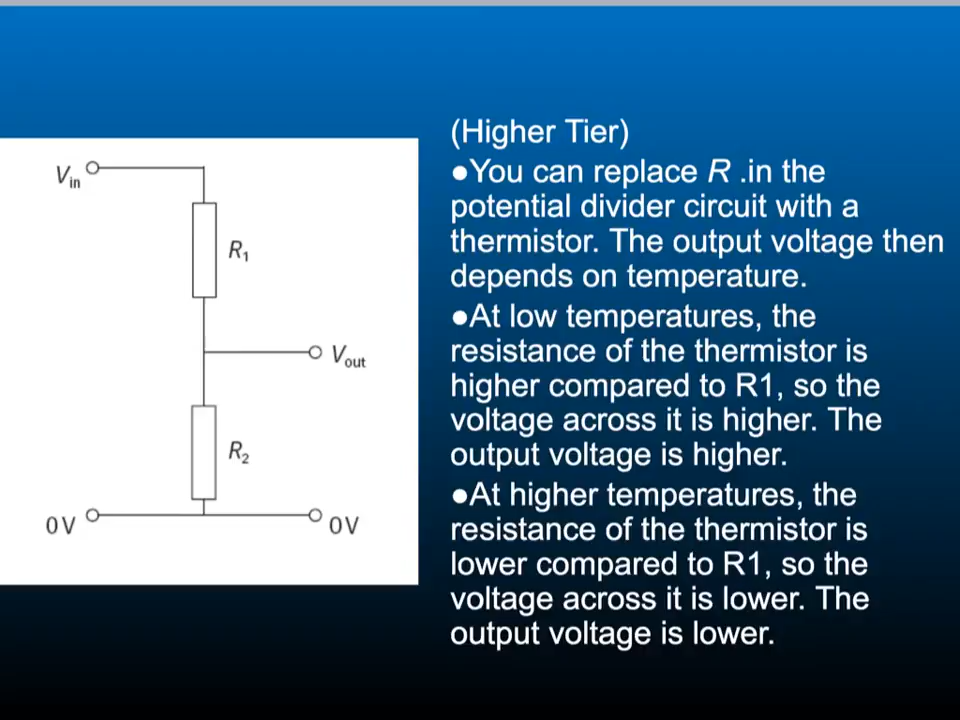 V in
R1
V out
R2
0V
0V
(Higher Tier)
●You can replace R .in the
potential divider circuit with a
thermistor. The output voltage then
depends on temperature.
●At low temperatures, the
resistance of the thermistor is
higher compared to R1, so the
voltage across it is higher. The
output voltage is higher.
●At higher temperatures, the
resistance of the thermistor is
lower compared to R1, so the
voltage across it is lower. The
output voltage is lower.